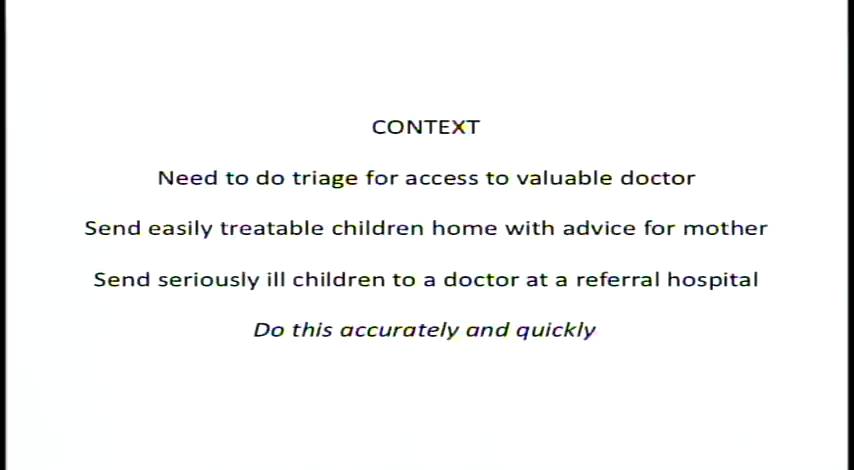 CONTEXT
Need to do triage for access to valuable doctor
Send easily treatable children home with advice for mother
Send seriously ill children to a doctor at a referral hospital
Do this accurately and quickly